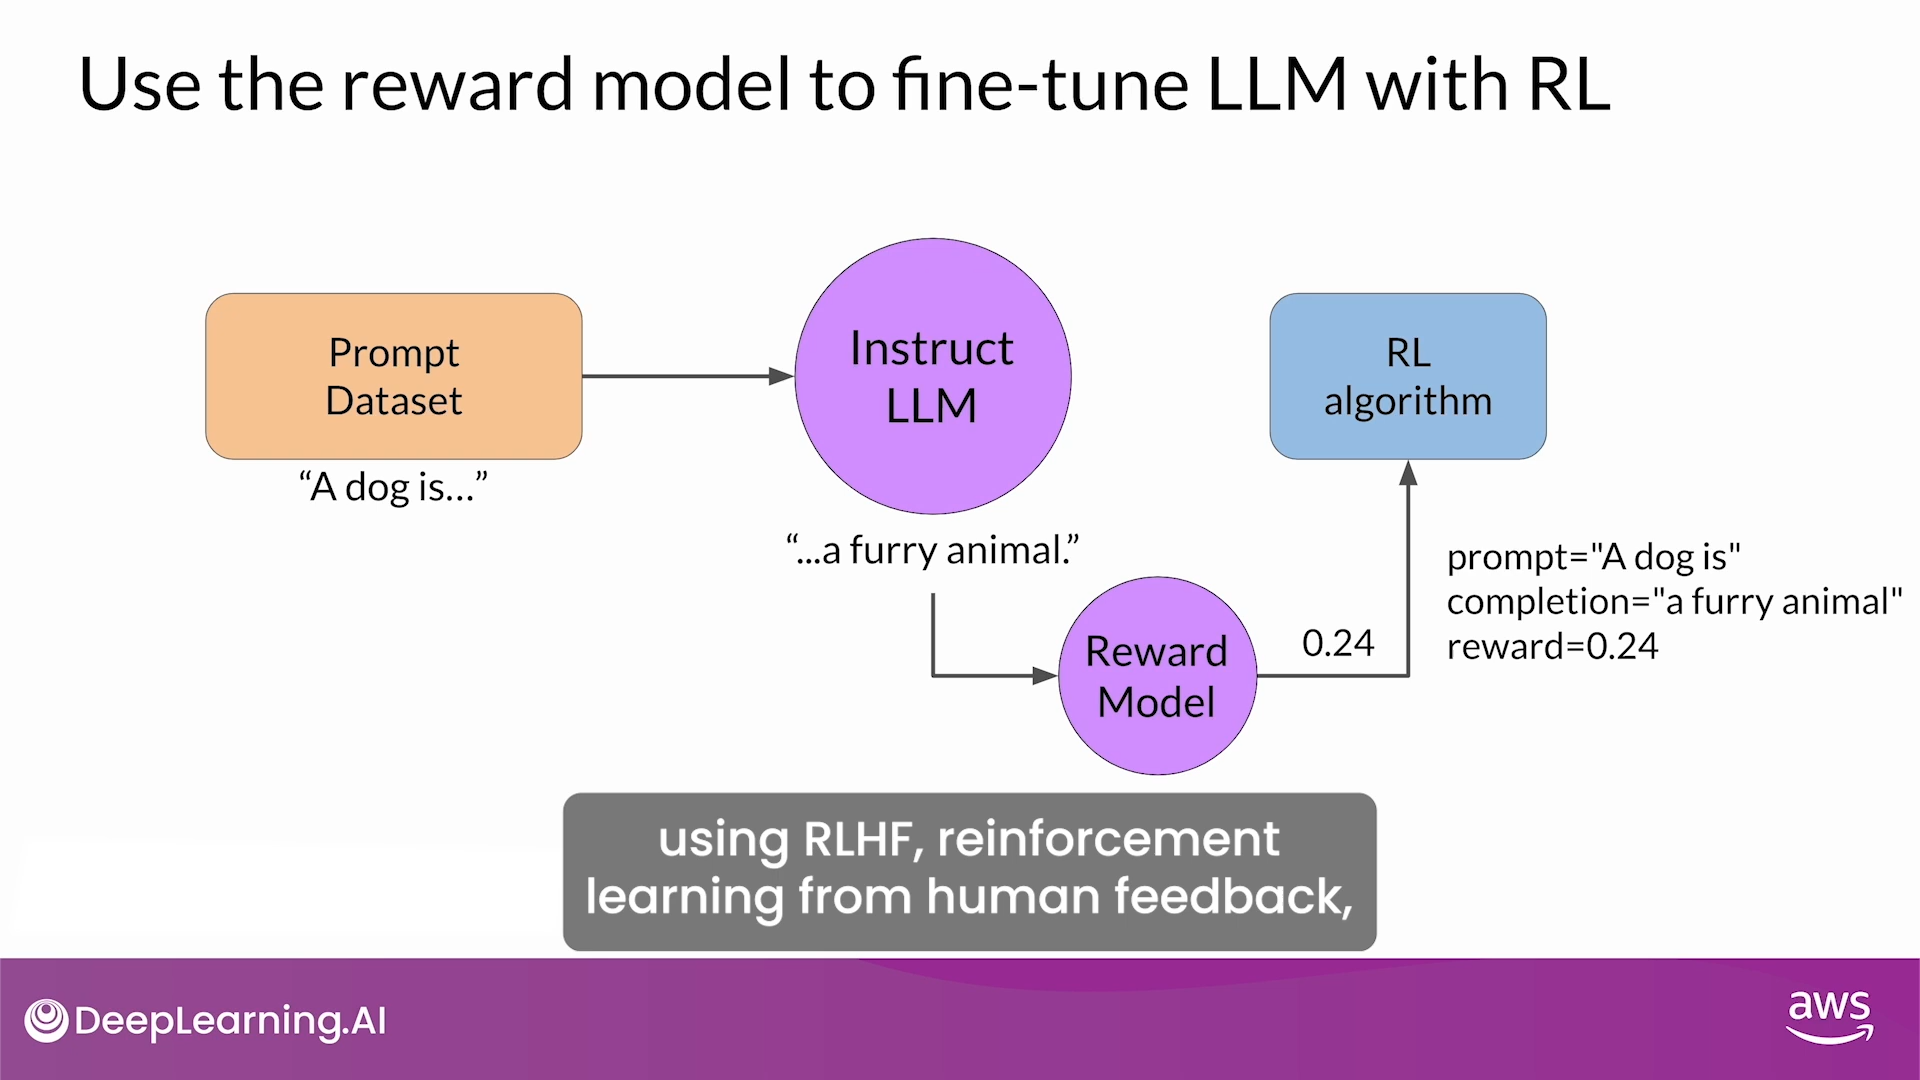 Use the reward model to fine-tune LLM with RL
Prompt
Dataset
“A dog is...”
Instruct
LLM
“...a furry animal.”
RL
algorithm
Reward
Model
0.24
prompt="A dog is"
completion="a furry animal"
reward=0.24
using RLHF, reinforcement
learning from human feedback,
DeepLearning.AI
aws